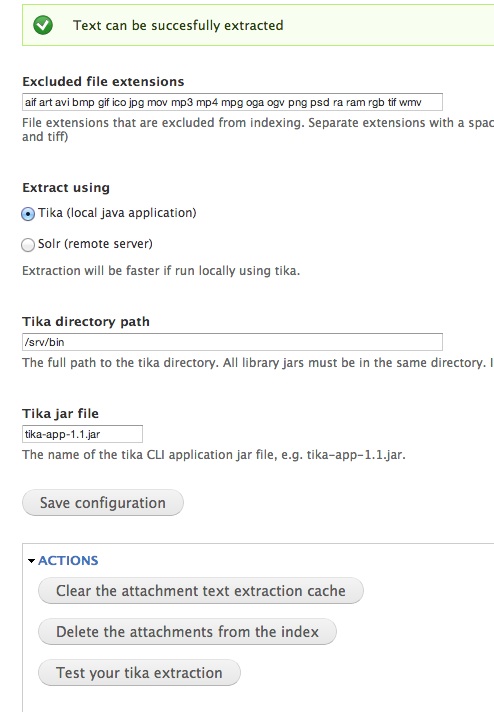 Text can be succesfully extracted
Excluded file extensions
aif art avi bmp gif ico jpg mov mp3 mp4 mpg oga ogv png psd ra ram rgb tif wmv
File extensions that are excluded from indexing. Separate extensions with a spac
and tiff)
Extract using
Tika (local java application)
Solr (remote server)
Extraction will be faster if run locally using tika.
Tika directory path
/srv/bin
The full path to the tika directory. All library jars must be in the same directory. I
Tika jar file
tika-app-1.1.jar
The name of the tika CLI application jar file, e.g. tika-app-1.1.jar.
Save configuration
ACTIONS
Clear the attachment text extraction cache
Delete the attachments from the index
Test your tika extraction